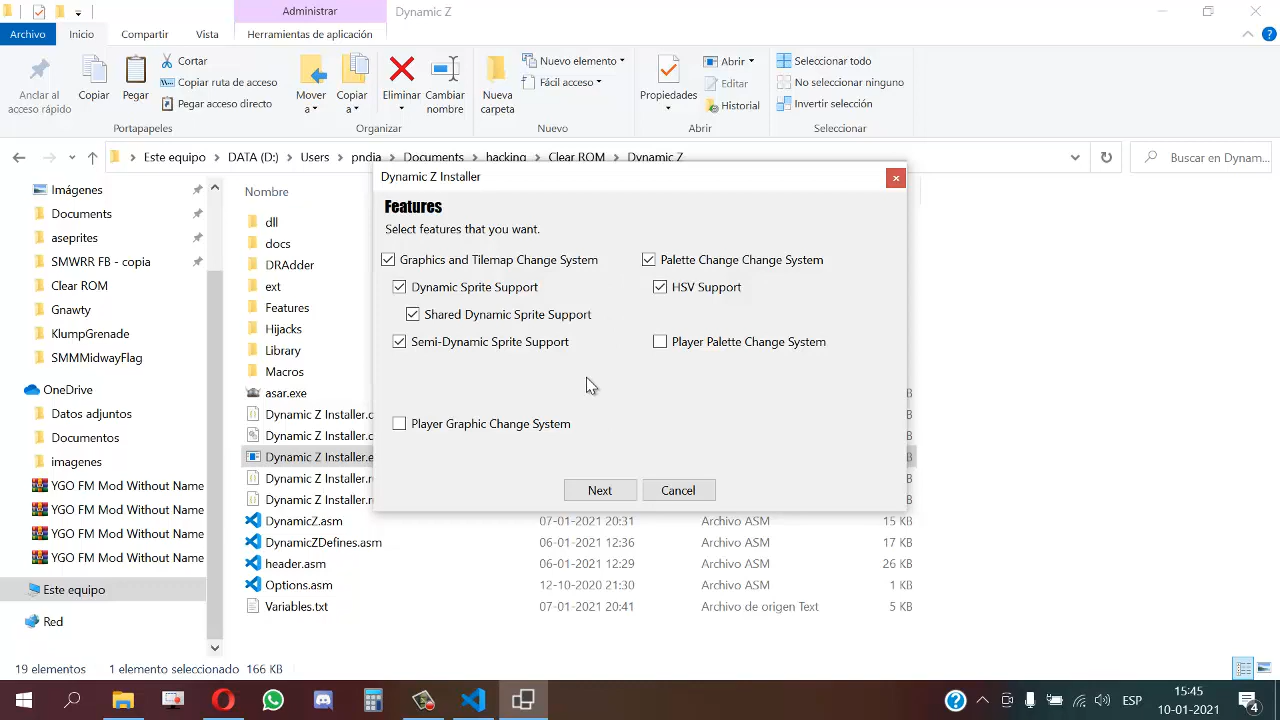 Administrar
Dynamic Z
Archivo
Inicio
Compartir
Vista
Herramientas de aplicación
Andar al acceso rápido
Copiar
Pegar
Cortar
Copiar ruta de acceso
Pegar acceso directo
Portapapeles
Mover a
Copiar a
Eliminar
Cambiar nombre
Organizar
Nueva carpeta
Nuevo elemento
Fácil acceso
Nuevo
Propiedades
Abrir
Editar
Historial
Abrir
Seleccionar todo
No seleccionar ninguno
Invertir selección
Seleccionar
Este equipo > DATA (D:) > Users > pndia > Documents > hacking > Clear ROM > Dynamic Z
Buscar en Dynam...
Imágenes
Documents
aseprites
SMWRR FB - copia
Clear ROM
Gnawty
KlumpGrenade
SMMMidwayFlag
OneDrive
Datos adjuntos
Documentos
imagenes
YGO FM Mod Without Name
YGO FM Mod Without Name
YGO FM Mod Without Name
YGO FM Mod Without Name
Este equipo
Red
Nombre
dll
docs
DRAdder
ext
Features
Hijacks
Library
Macros
asar.exe
Dynamic Z Installer.c
Dynamic Z Installer.c
Dynamic Z Installer.e
Dynamic Z Installer.r
Dynamic Z Installer.r
DynamicZ.asm 07-01-2021 20:31 Archivo ASM 15 KB
DynamicZDefines.asm 06-01-2021 12:36 Archivo ASM 17 KB
header.asm 06-01-2021 12:29 Archivo ASM 26 KB
Options.asm 12-10-2020 21:30 Archivo ASM 1 KB
Variables.txt 07-01-2021 20:41 Archivo de origen Text 5 KB
Dynamic Z Installer
Features
Select features that you want.
Graphics and Tilemap Change System
Palette Change Change System
Dynamic Sprite Support
HSV Support
Shared Dynamic Sprite Support
Semi-Dynamic Sprite Support
Player Palette Change System
Player Graphic Change System
Next
Cancel
19 elementos
1 elemento seleccionado 166 KB
ESP
15:45
10-01-2021
4